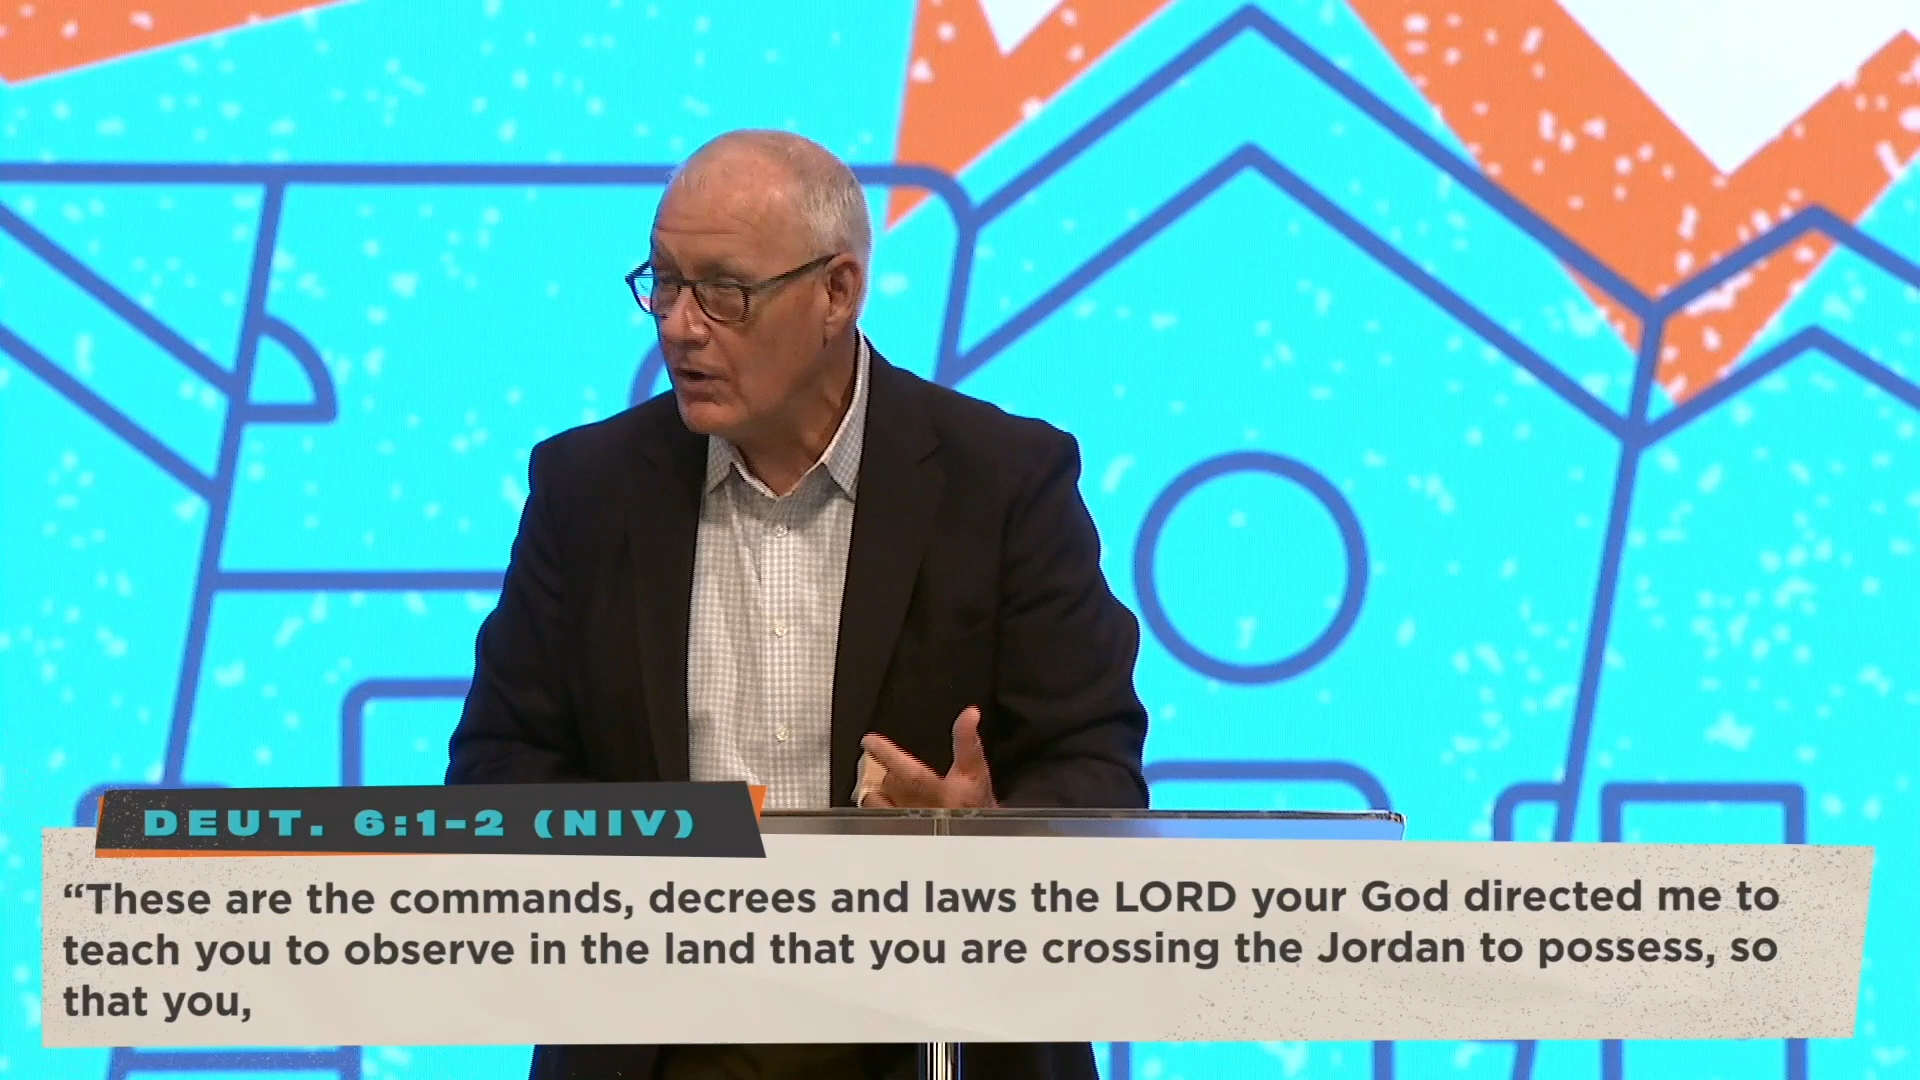 DEUT. 6:1-2 (NIV)
“These are the commands, decrees and laws the LORD your God directed me to
teach you to observe in the land that you are crossing the Jordan to possess, so
that you,